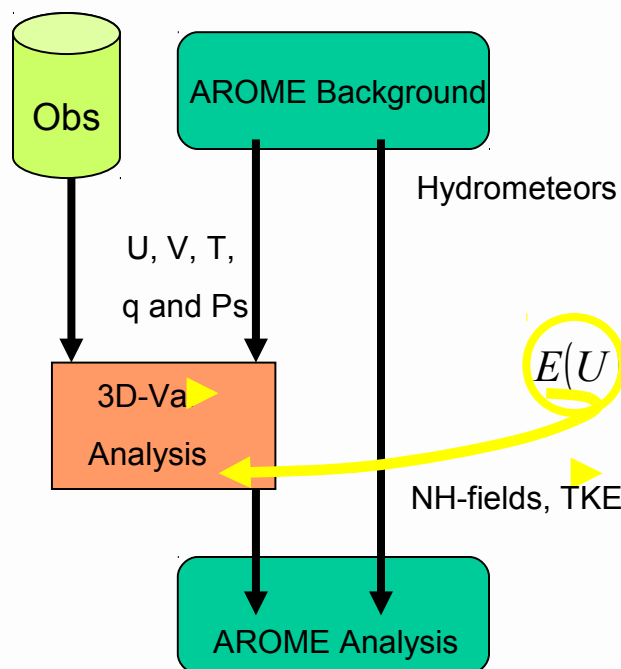 Obs
AROME Background
Hydrometeors
U, V, T,
q and Ps
E(U
3D-Va
Analysis
NH-fields, TKE
AROME Analysis